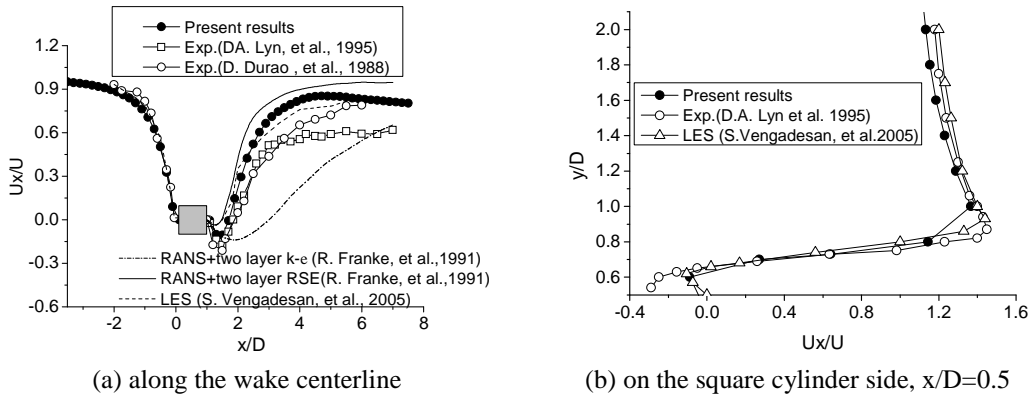 Present results
Exp.(DA. Lyn, et al., 1995)
Exp.(D. Durao , et al., 1988)
1.2
0.9
0.6
0.3
0.0
-0.3
-0.6
Ux/U
RANS+two layer k-e (R. Franke, et al.,1991)
RANS+two layer RSE(R. Franke, et al.,1991)
LES (S. Vengadesan, et al., 2005)
-2
0
2
4
6
8
x/D
(a) along the wake centerline
Present results
Exp.(D.A. Lyn et al. 1995)
LES (S.Vengadesan, et al.2005)
2.0
1.8
1.6
1.4
1.2
1.0
0.8
0.6
y/D
-0.4
0.0
0.4
0.8
1.2
1.6
Ux/U
(b) on the square cylinder side, x/D=0.5